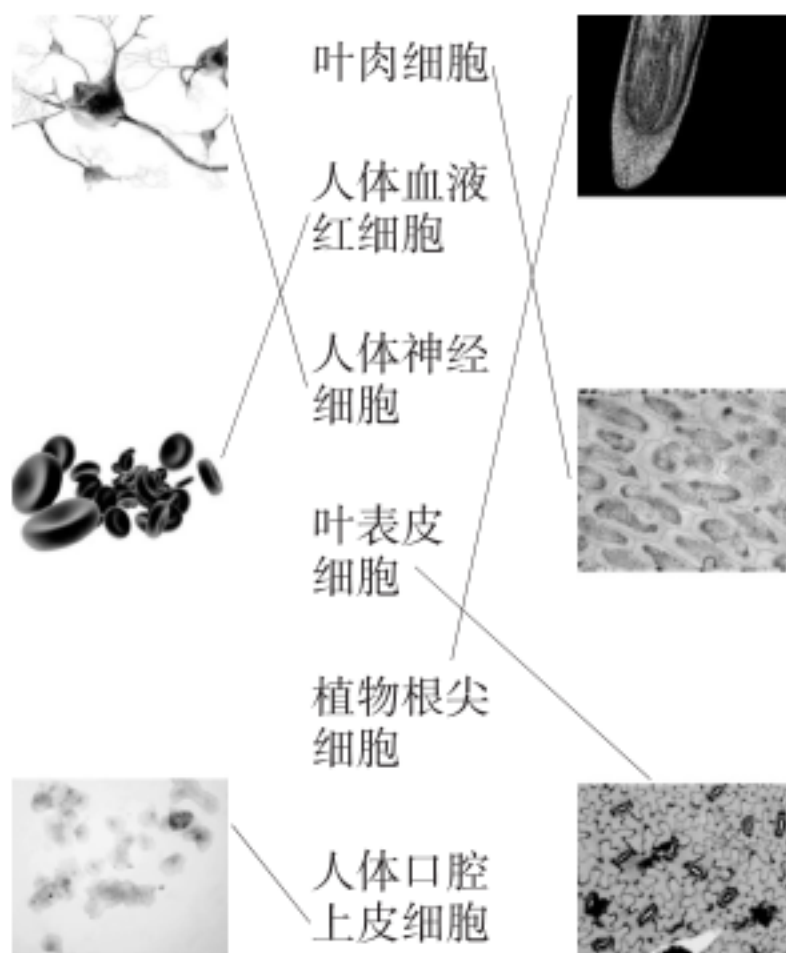 叶肉细胞
人体血液
红细胞
人体神经
细胞
叶表皮
细胞
植物根尖
细胞
人体口腔
上皮细胞